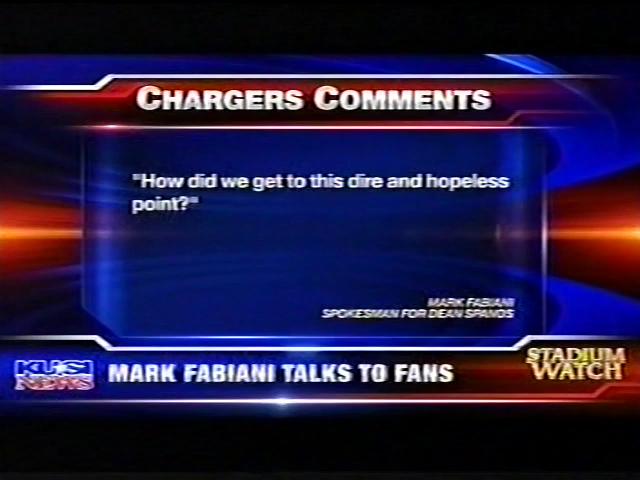 CHARGERS COMMENTS
"How did we get to this dire and hopeless
point?"
MARK FABIANI
SPOKESMAN FOR DEAN SPANOS
KUSI
NEWS
MARK FABIANI TALKS TO FANS
STADIUM
WATCH